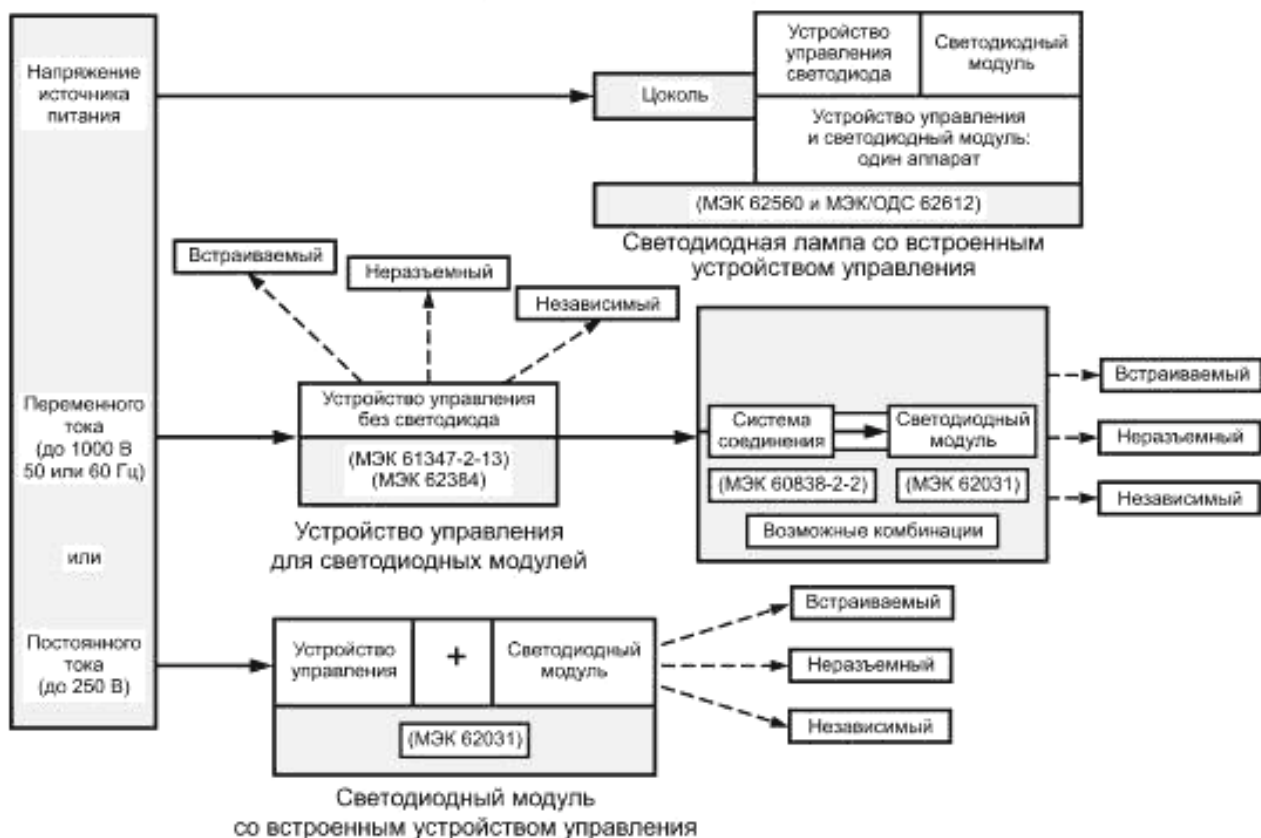 Напряжение
источника
питания
Переменного
тока
(до 1000 В
50 или 60 Гц)
или
Постоянного
тока
(до 250 В)
Цоколь
Устройство
управления
светодиода
Светодиодный
модуль
Устройство управления
и светодиодный модуль:
один аппарат
(МЭК 62560 и МЭК/ОДС 62612)
Светодиодная лампа со встроенным
устройством управления
Встраиваемый
Неразъемный
Независимый
Устройство управления
без светодиода
(МЭК 61347-2-13)
(МЭК 62384)
Устройство управления
для светодиодных модулей
Система
соединения
Светодиодный
модуль
(МЭК 60838-2-2)
(МЭК 62031)
Возможные комбинации
Встраиваемый
Неразъемный
Независимый
Устройство
управления
+
Светодиодный
модуль
(МЭК 62031)
Светодиодный модуль
со встроенным устройством управления
Встраиваемый
Неразъемный
Независимый